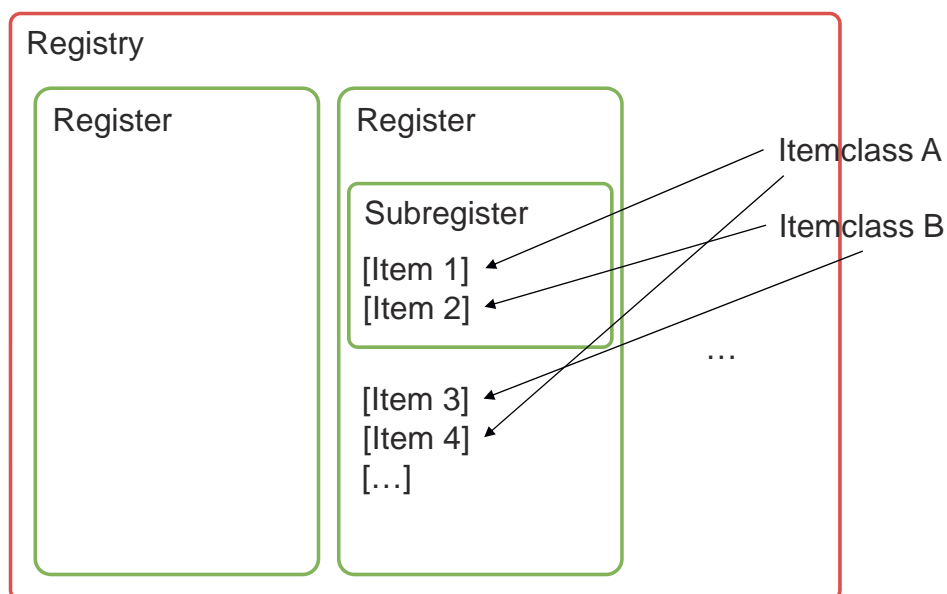 Registry
Register
Register
Itemclass A
Subregister
Itemclass B
[Item 1]
[Item 2]
…
[Item 3]
[Item 4]
[…]